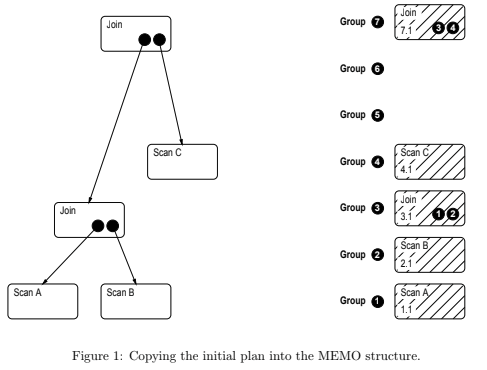 Join
Scan C
Join
Scan A
Scan B
Group 7
Join
7.1 3 4
Group 6
Group 5
Group 4
Scan C
4.1
Group 3
Join
3.1 1 2
Group 2
Scan B
2.1
Group 1
Scan A
1.1
Figure 1: Copying the initial plan into the MEMO structure.